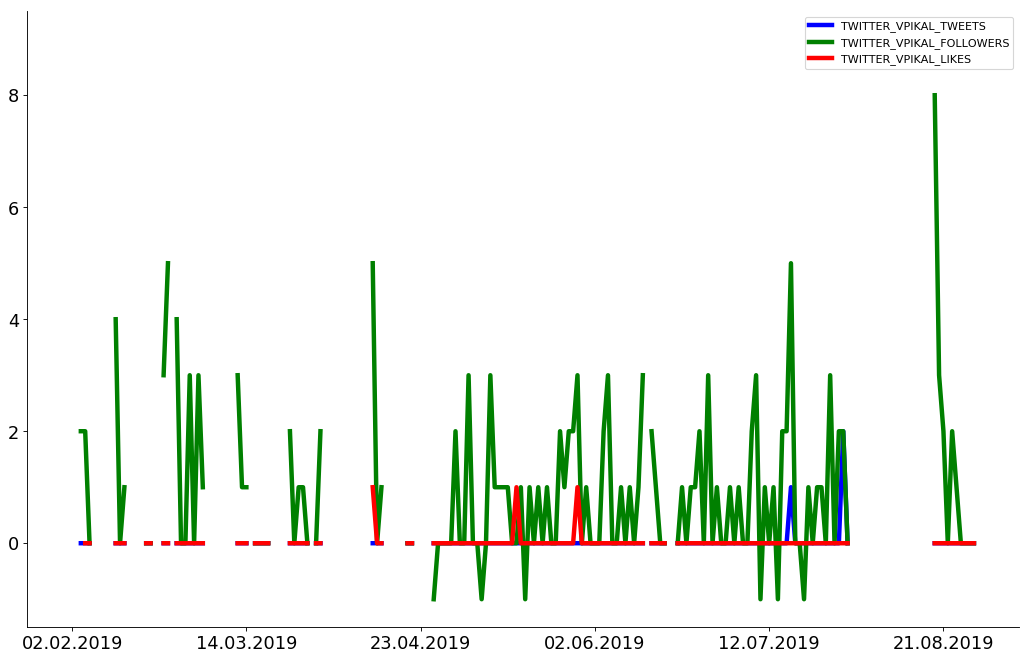 TWITTER_VPIKAL_TWEETS
TWITTER_VPIKAL_FOLLOWERS
TWITTER_VPIKAL_LIKES
8
6
4
2
0
02.02.2019 14.03.2019 23.04.2019 02.06.2019 12.07.2019 21.08.2019